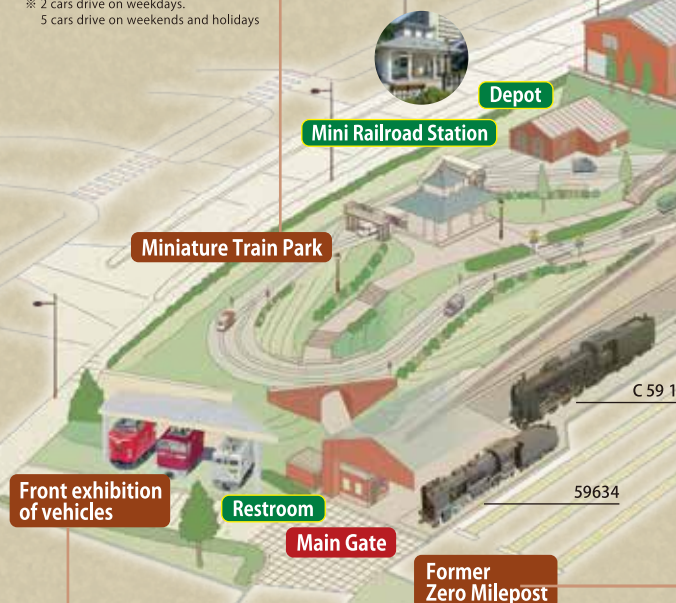 ※ 2 cars drive on weekdays.
5 cars drive on weekends and holidays
Depot
Mini Railroad Station
Miniature Train Park
C 59 1
59634
Front exhibition
of vehicles
Restroom
Main Gate
Former
Zero Milepost